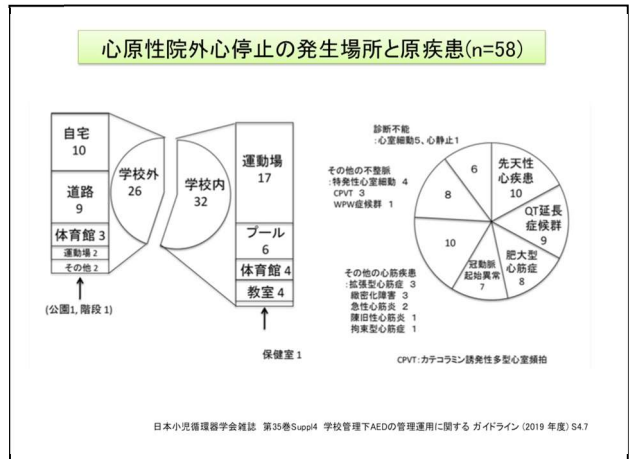 心原性院外心停止の発生場所と原疾患(n=58)
自宅
10
道路
9
体育館 3
運動場 2
その他 2
(公園1, 階段 1)
学校外
26
学校内
32
運動場
17
プール
6
体育館 4
教室 4
保健室 1
診断不能
:心室細動5、心静止1
その他の不整脈
:特発性心室細動 4
CPVT 3
WPW症候群 1
その他の心筋疾患
:拡張型心筋症 3
緻密化障害 3
急性心筋炎 2
陳旧性心筋炎 1
拘束型心筋症 1
6
8
10
先天性
心疾患
10
QT延長
症候群
9
肥大型
心筋症
8
冠動脈
起始異常
7
CPVT:カテコラミン誘発性多型心室頻拍
日本小児循環器学会雑誌 第35巻Suppl4 学校管理下AEDの管理運用に関する ガイドライン (2019 年度) S4.7